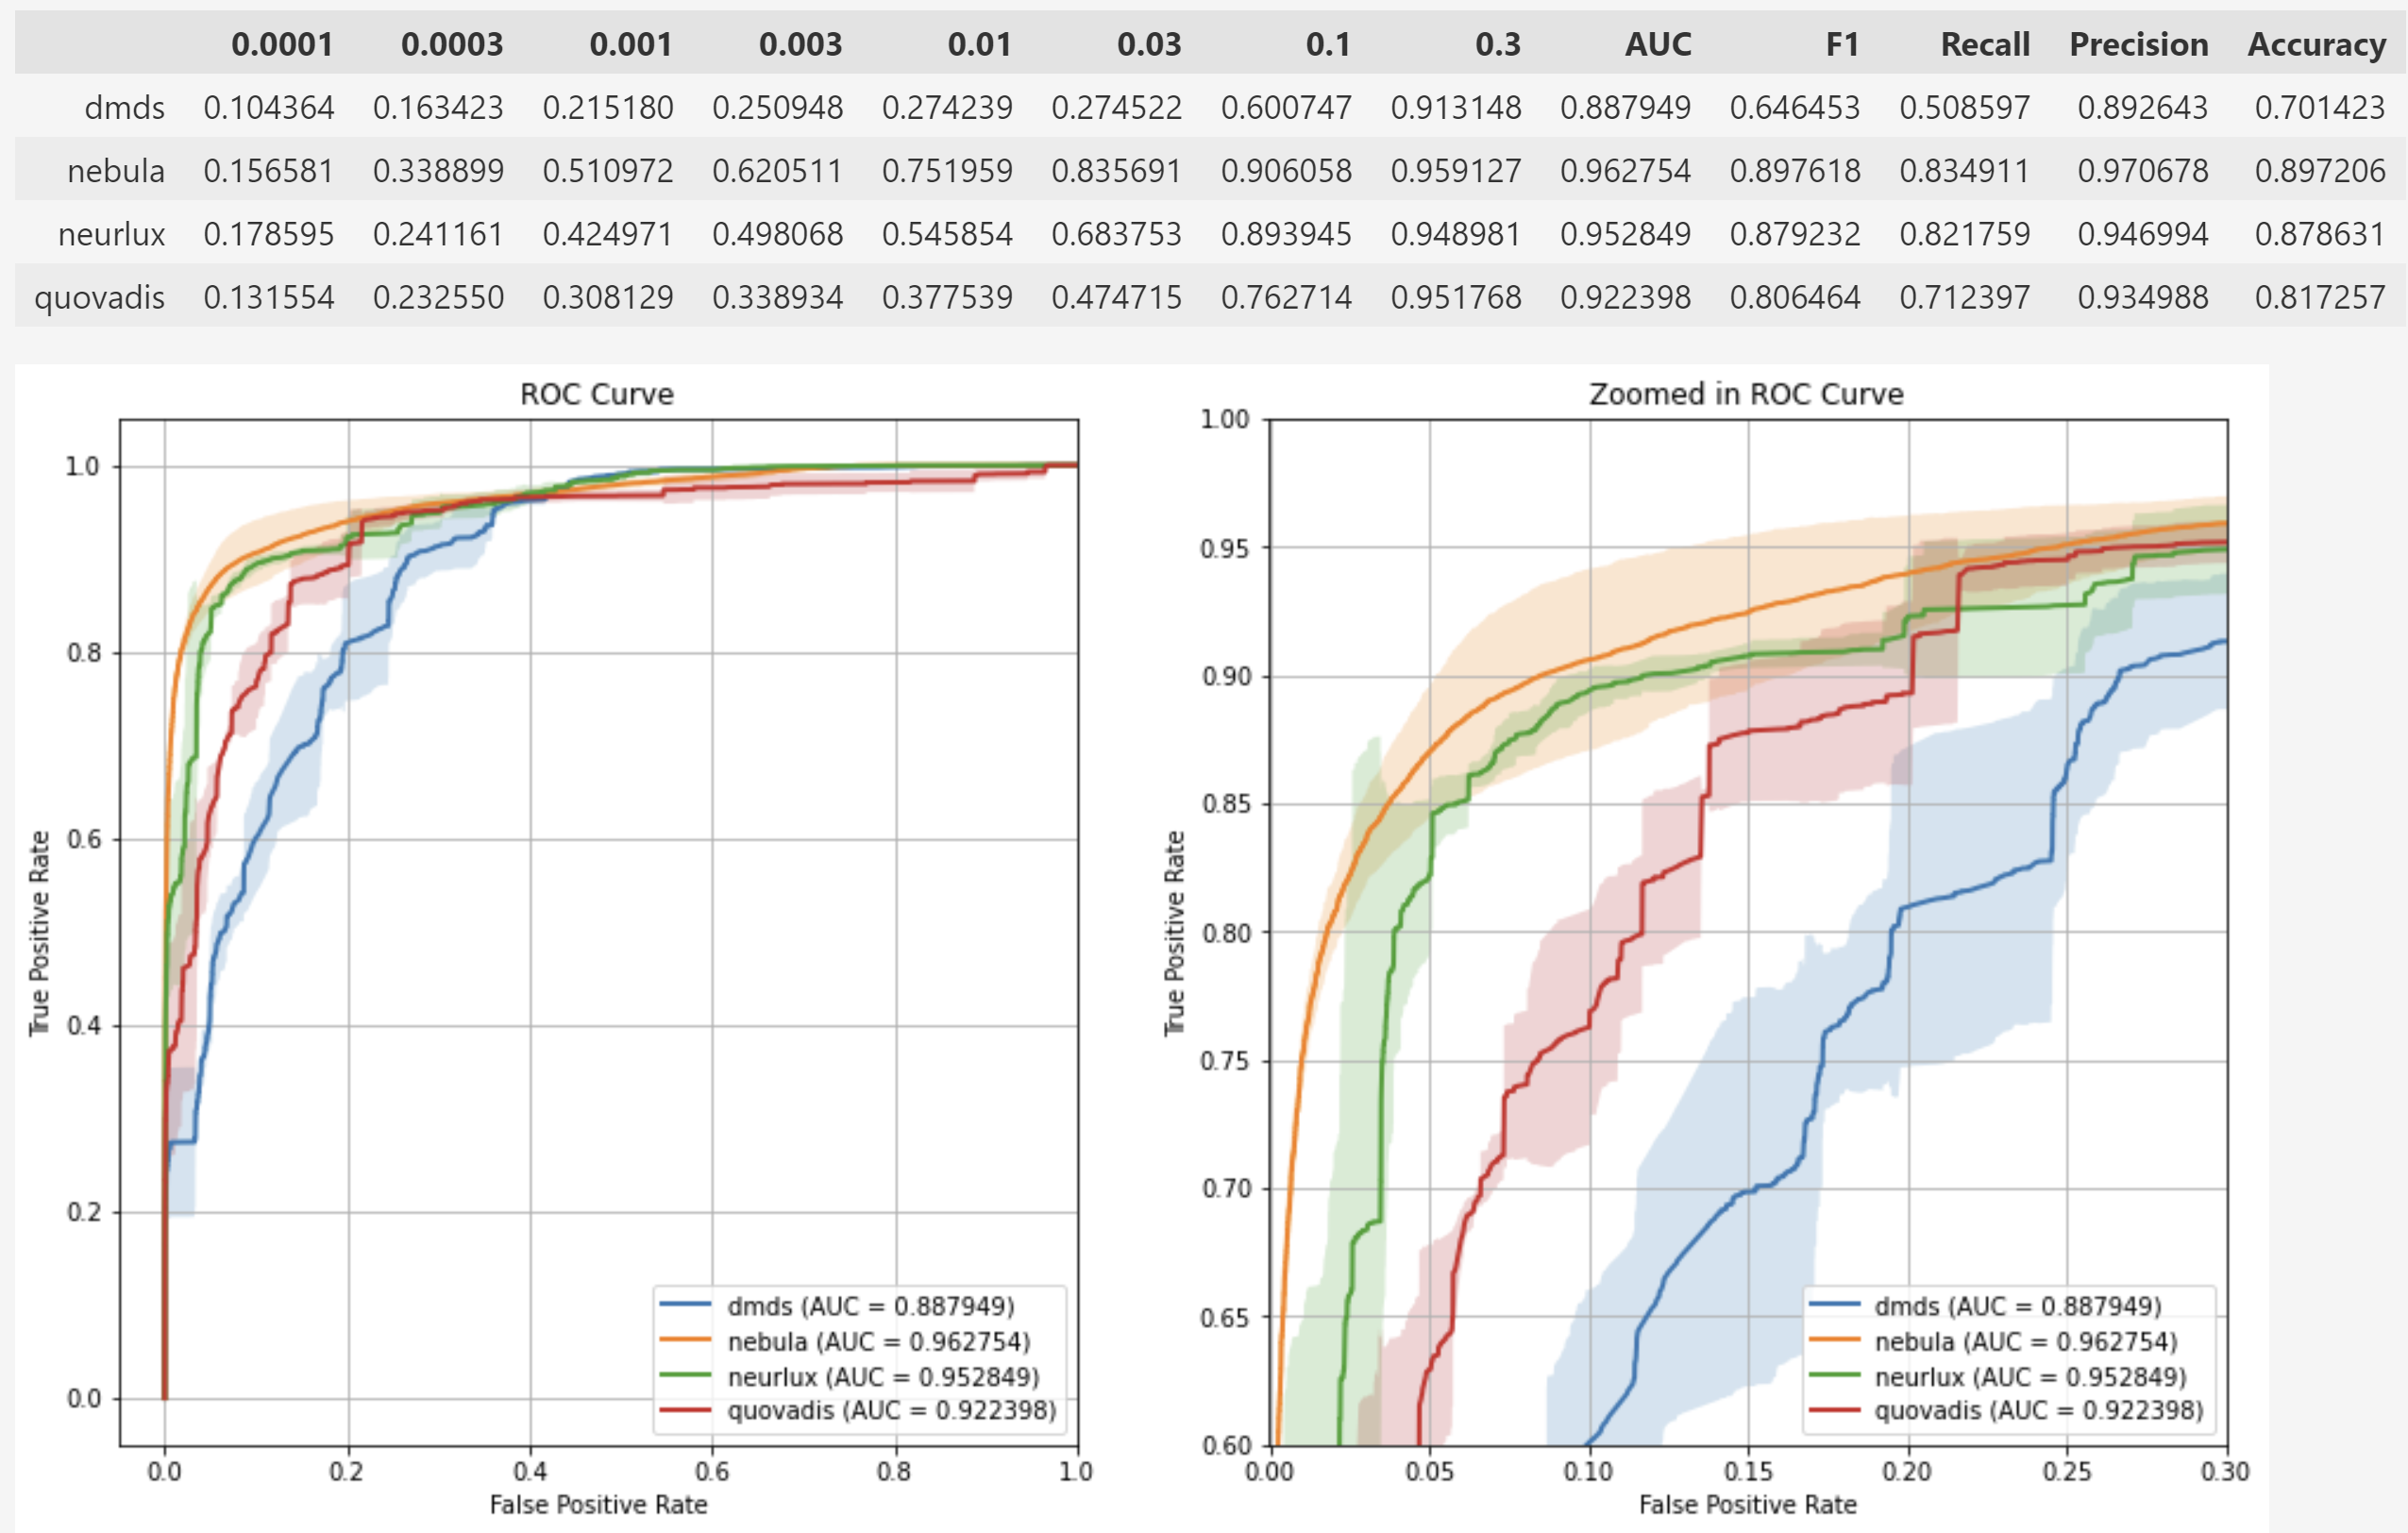 0.0001 0.0003 0.001 0.003 0.01 0.03 0.1 0.3 AUC F1 Recall Precision Accuracy
dmds 0.104364 0.163423 0.215180 0.250948 0.274239 0.274522 0.600747 0.913148 0.887949 0.646453 0.508597 0.892643 0.701423
nebula 0.156581 0.338899 0.510972 0.620511 0.751959 0.835691 0.906058 0.959127 0.962754 0.897618 0.834911 0.970678 0.897206
neurlux 0.178595 0.241161 0.424971 0.498068 0.545854 0.683753 0.893945 0.948981 0.952849 0.879232 0.821759 0.946994 0.878631
quovadis 0.131554 0.232550 0.308129 0.338934 0.377539 0.474715 0.762714 0.951768 0.922398 0.806464 0.712397 0.934988 0.817257
ROC Curve
True Positive Rate
1.0
0.8
0.6
0.4
0.2
0.0
dmds (AUC = 0.887949)
nebula (AUC = 0.962754)
neurlux (AUC = 0.952849)
quovadis (AUC = 0.922398)
0.0 0.2 0.4 0.6 0.8 1.0
False Positive Rate
Zoomed in ROC Curve
True Positive Rate
1.00
0.95
0.90
0.85
0.80
0.75
0.70
0.65
0.60
dmds (AUC = 0.887949)
nebula (AUC = 0.962754)
neurlux (AUC = 0.952849)
quovadis (AUC = 0.922398)
0.00 0.05 0.10 0.15 0.20 0.25 0.30
False Positive Rate